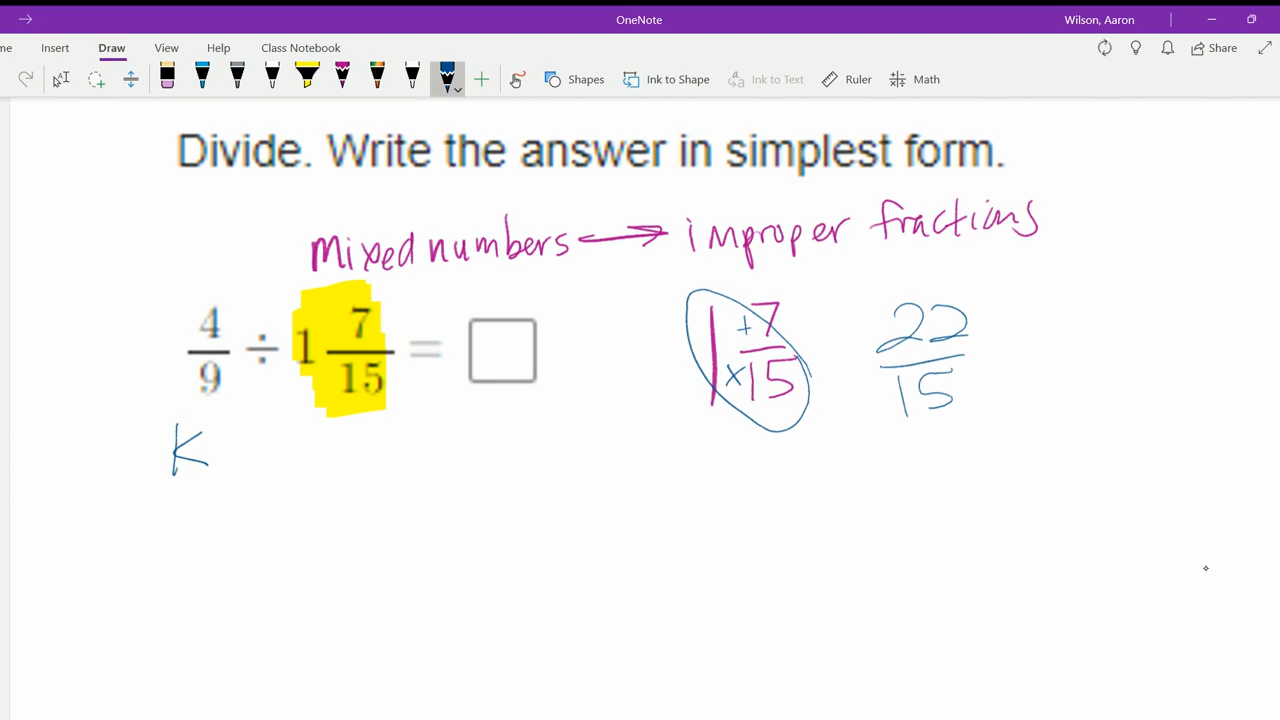 OneNote
Wilson, Aaron
me Insert Draw View Help Class Notebook Share
Shapes Ink to Shape Ink to Text Ruler Math
Divide. Write the answer in simplest form.
mixed numbers → improper fractions
4/9 ÷ 1 7/15 =
1 + 7 × 15
22/15
K